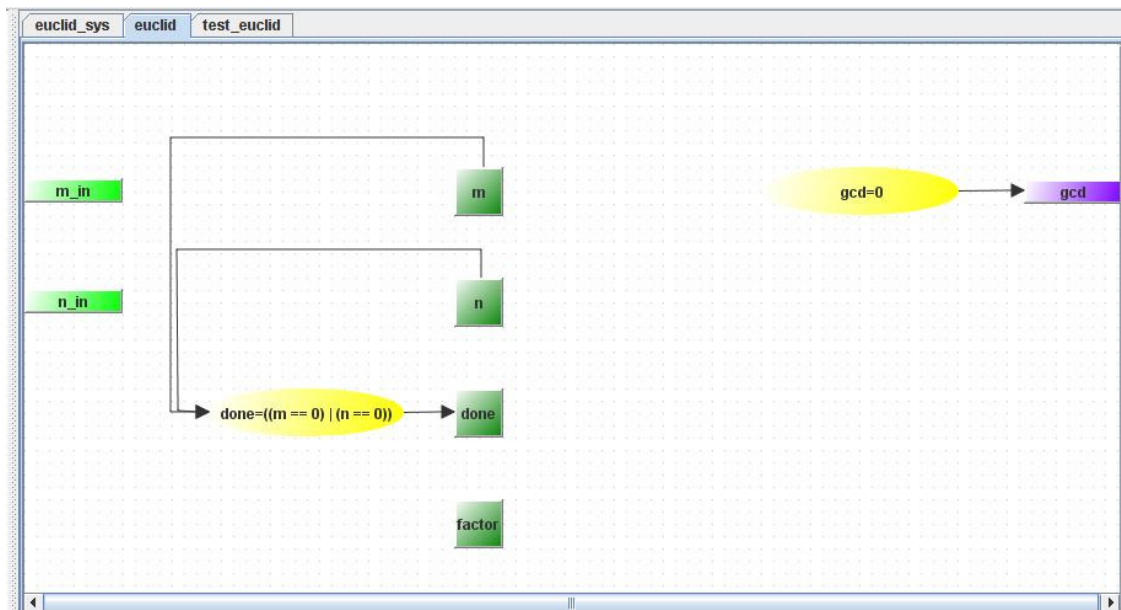 euclid_sys euclid test_euclid
m_in
m
gcd=0
gcd
n_in
n
done=((m == 0) | (n == 0))
done
factor